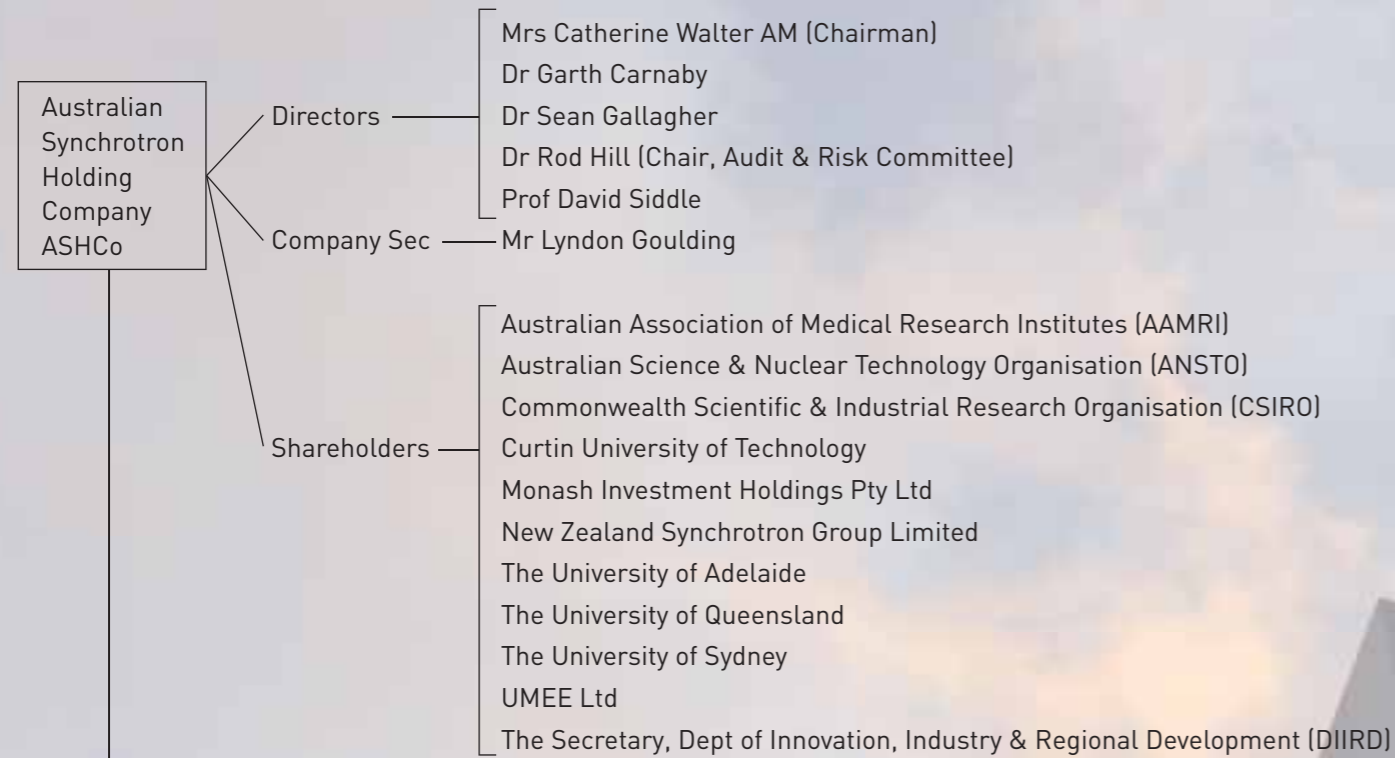 Australian
Synchrotron
Holding
Company
ASHCo
Directors
Mrs Catherine Walter AM (Chairman)
Dr Garth Carnaby
Dr Sean Gallagher
Dr Rod Hill (Chair, Audit & Risk Committee)
Prof David Siddle
Company Sec
Mr Lyndon Goulding
Shareholders
Australian Association of Medical Research Institutes (AAMRI)
Australian Science & Nuclear Technology Organisation (ANSTO)
Commonwealth Scientific & Industrial Research Organisation (CSIRO)
Curtin University of Technology
Monash Investment Holdings Pty Ltd
New Zealand Synchrotron Group Limited
The University of Adelaide
The University of Queensland
The University of Sydney
UMEE Ltd
The Secretary, Dept of Innovation, Industry & Regional Development (DIIRD)